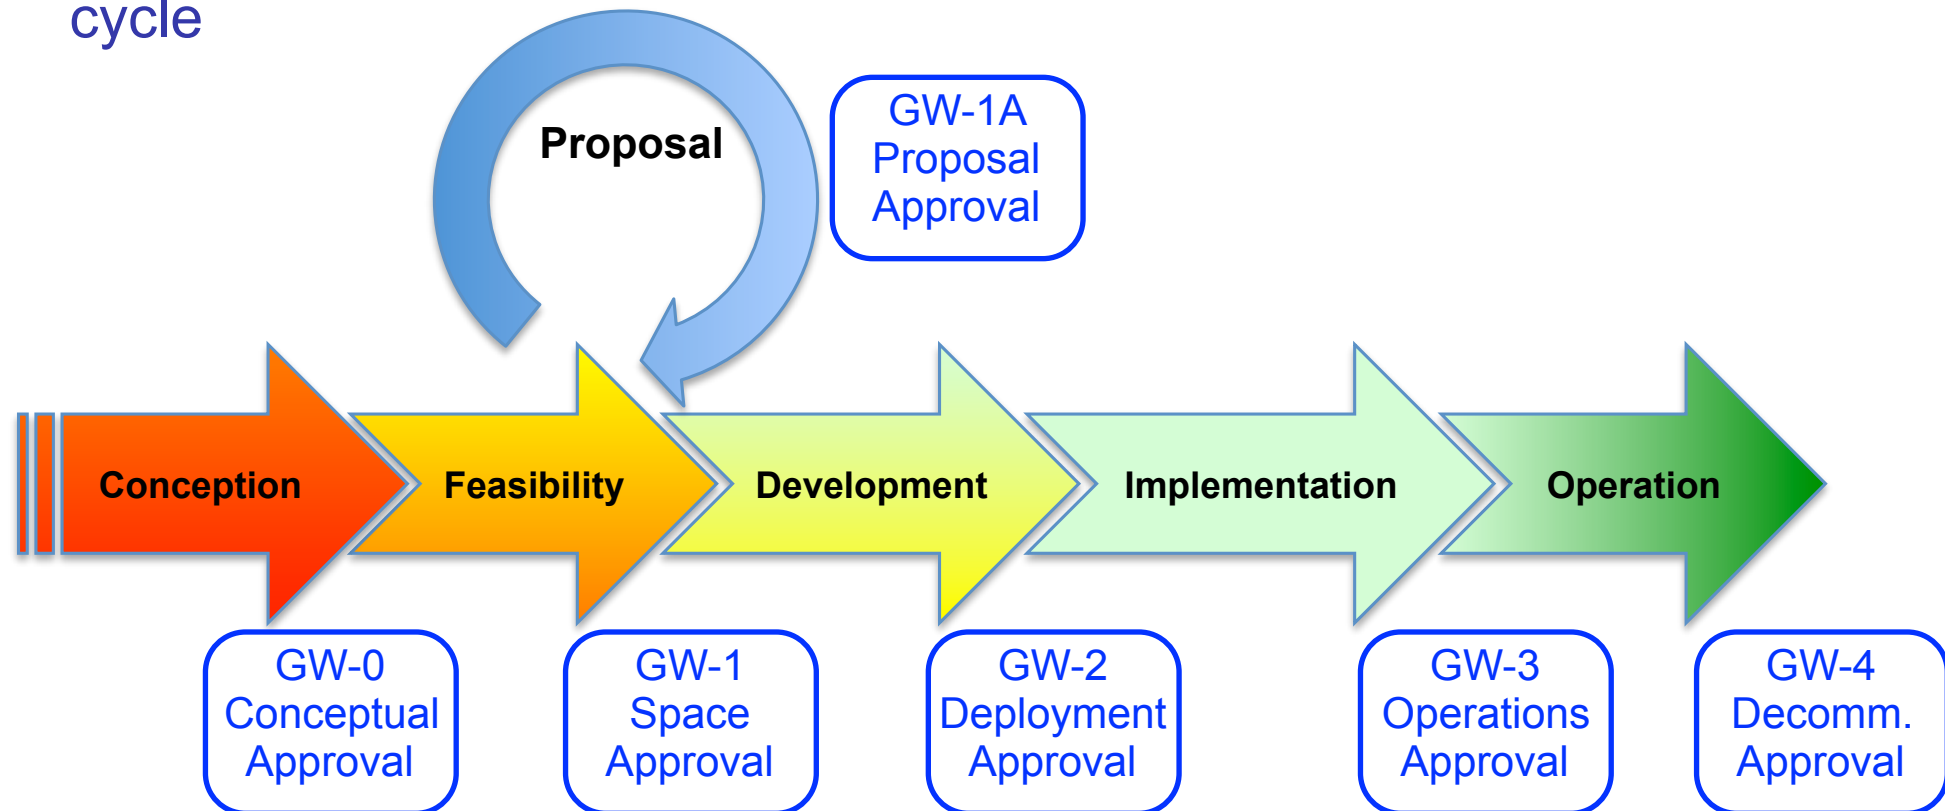 cycle
Proposal
GW-1A
Proposal
Approval
Conception
Feasibility
Development
Implementation
Operation
GW-0
Conceptual
Approval
GW-1
Space
Approval
GW-2
Deployment
Approval
GW-3
Operations
Approval
GW-4
Decomm.
Approval